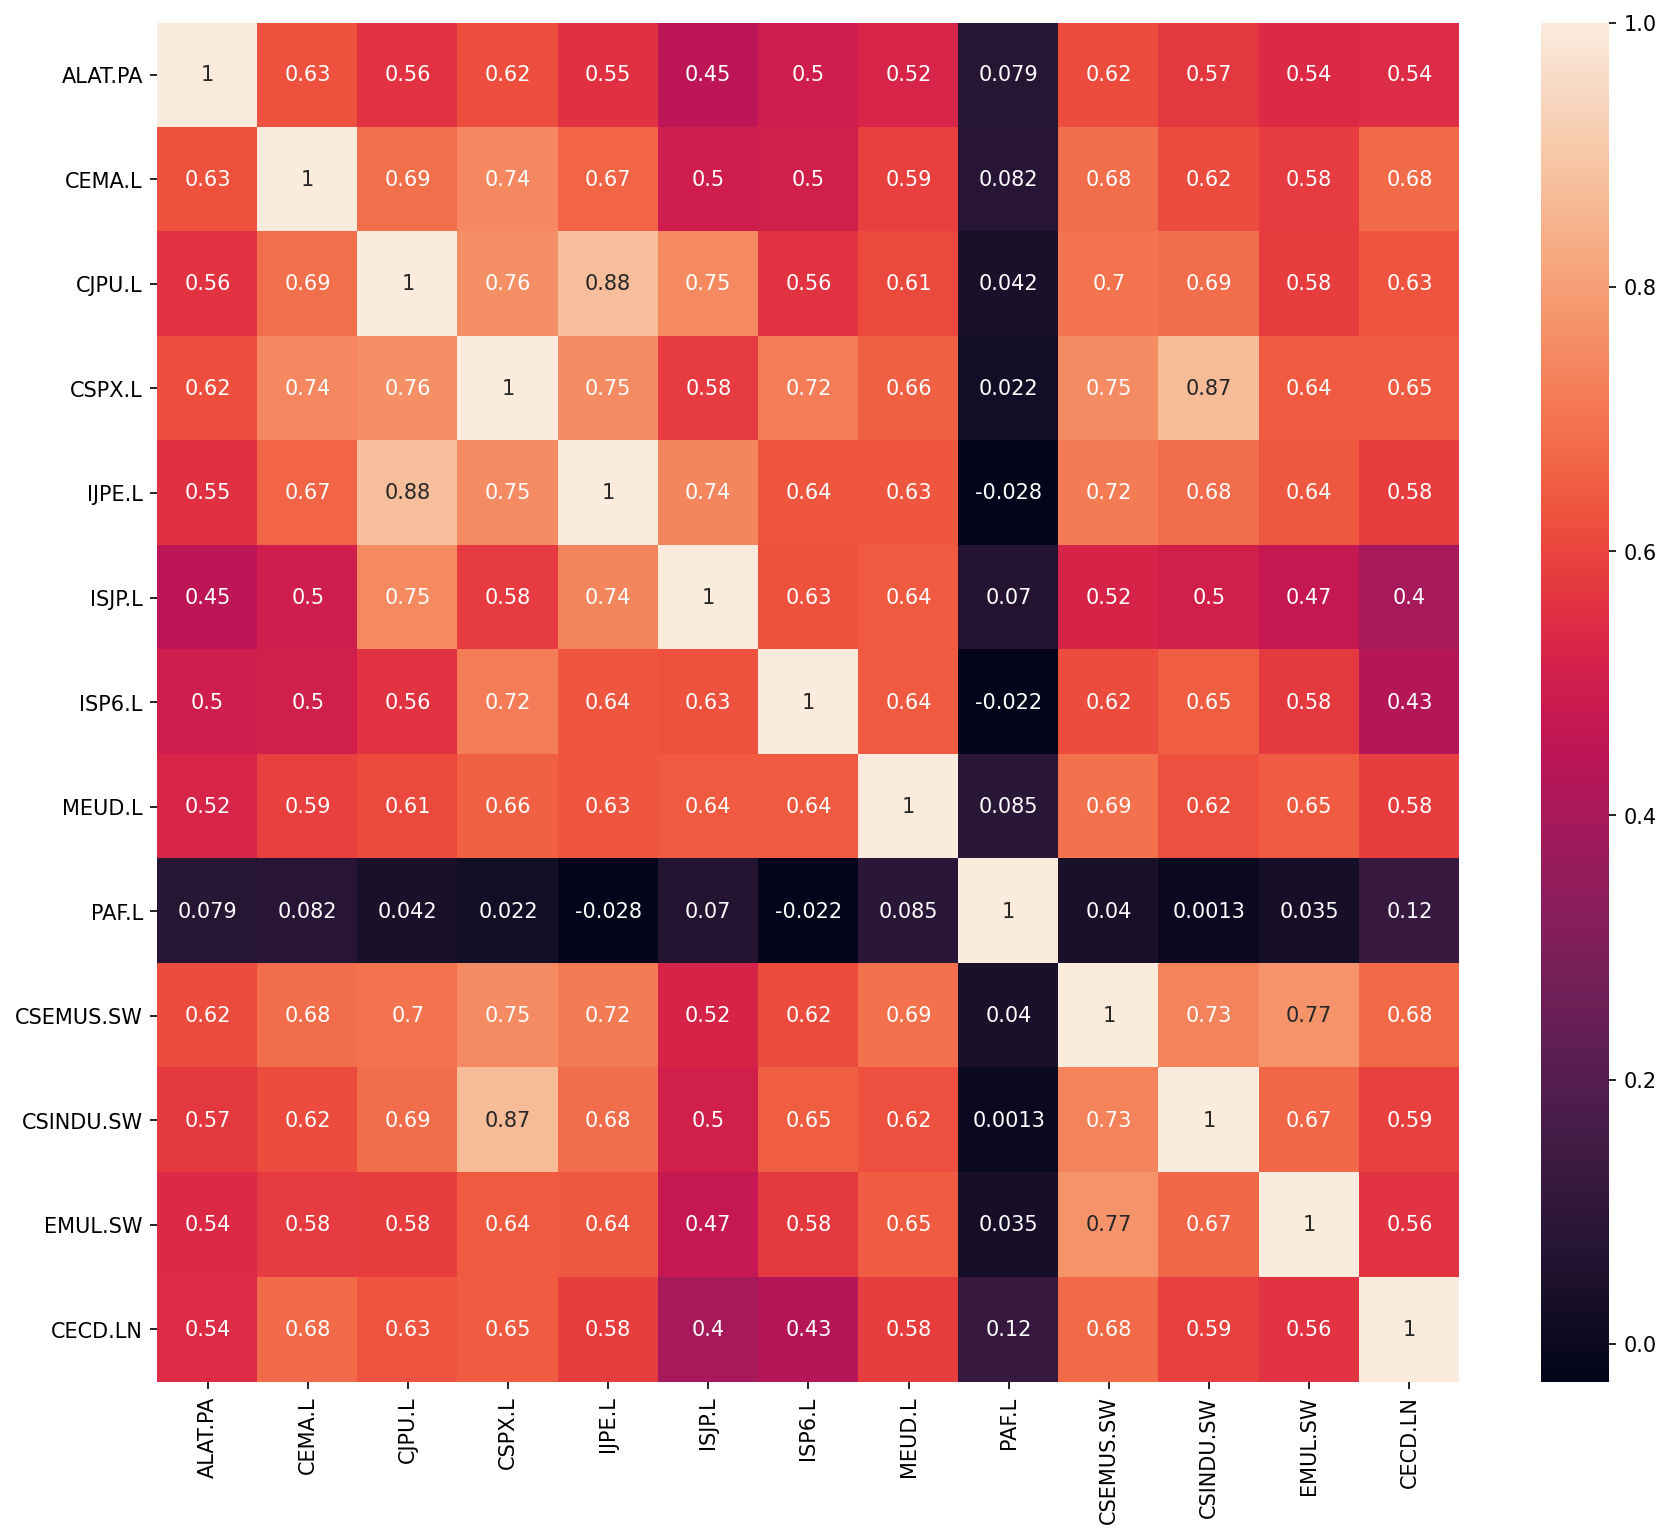 ALAT.PA 1 0.63 0.56 0.62 0.55 0.45 0.5 0.52 0.079 0.62 0.57 0.54 0.54
CEMA.L 0.63 1 0.69 0.74 0.67 0.5 0.5 0.59 0.082 0.68 0.62 0.58 0.68
CJPU.L 0.56 0.69 1 0.76 0.88 0.75 0.56 0.61 0.042 0.7 0.69 0.58 0.63
CSPX.L 0.62 0.74 0.76 1 0.75 0.58 0.72 0.66 0.022 0.75 0.87 0.64 0.65
IJPE.L 0.55 0.67 0.88 0.75 1 0.74 0.64 0.63 -0.028 0.72 0.68 0.64 0.58
ISJP.L 0.45 0.5 0.75 0.58 0.74 1 0.63 0.64 0.07 0.52 0.5 0.47 0.4
ISP6.L 0.5 0.5 0.56 0.72 0.64 0.63 1 0.64 -0.022 0.62 0.65 0.58 0.43
MEUD.L 0.52 0.59 0.61 0.66 0.63 0.64 0.64 1 0.085 0.69 0.62 0.65 0.58
PAF.L 0.079 0.082 0.042 0.022 -0.028 0.07 -0.022 0.085 1 0.04 0.0013 0.035 0.12
CSEMUS.SW 0.62 0.68 0.7 0.75 0.72 0.52 0.62 0.69 0.04 1 0.73 0.77 0.68
CSINDU.SW 0.57 0.62 0.69 0.87 0.68 0.5 0.65 0.62 0.0013 0.73 1 0.67 0.59
EMUL.SW 0.54 0.58 0.58 0.64 0.64 0.47 0.58 0.65 0.035 0.77 0.67 1 0.56
CECD.LN 0.54 0.68 0.63 0.65 0.58 0.4 0.43 0.58 0.12 0.68 0.59 0.56 1
ALAT.PA CEMA.L CJPU.L CSPX.L IJPE.L ISJP.L ISP6.L MEUD.L PAF.L CSEMUS.SW CSINDU.SW EMUL.SW CECD.LN
1.0
0.8
0.6
0.4
0.2
0.0